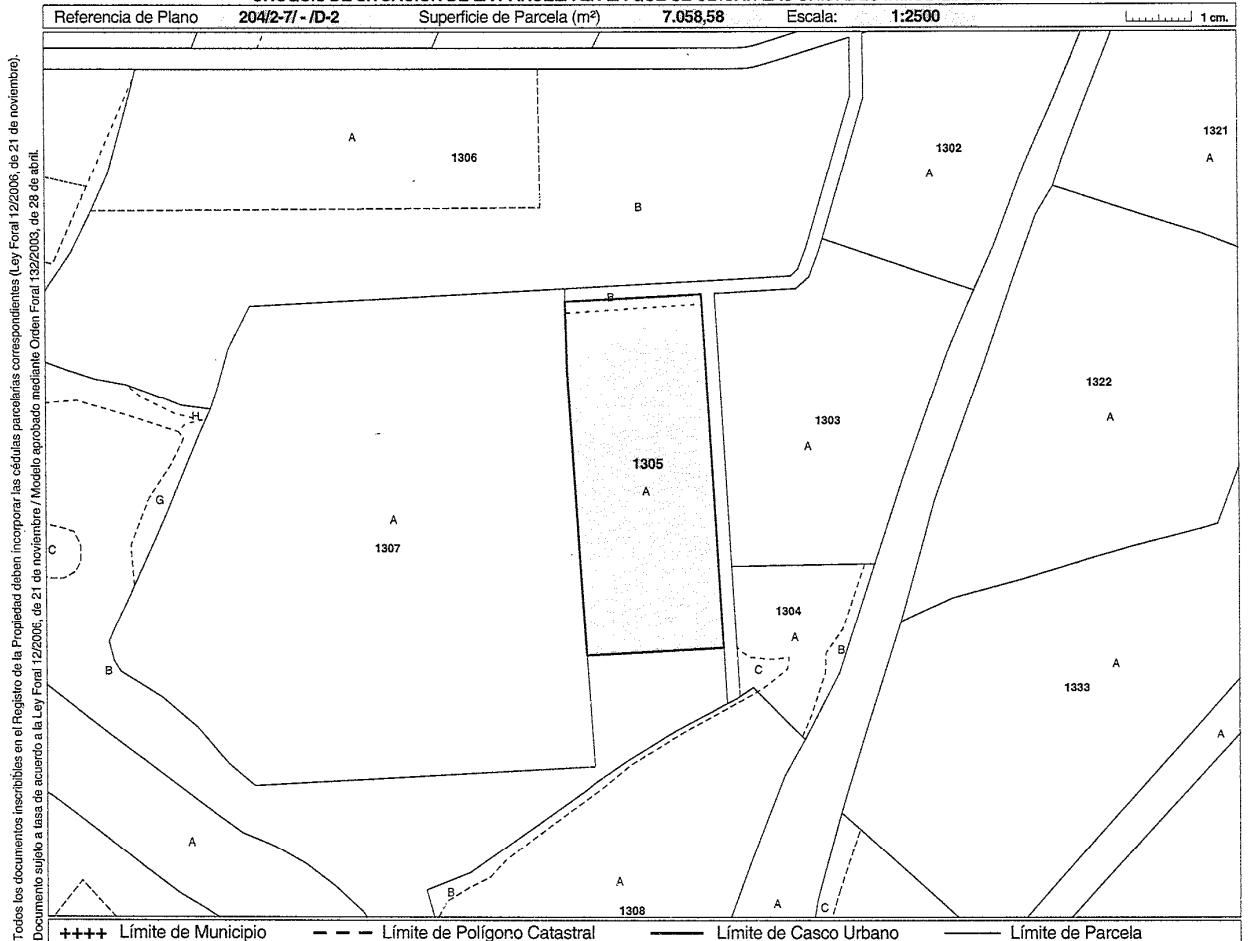 Referencia de Plano 204/2-7/ - /D-2 Superficie de Parcela (m²) 7.058,58 Escala: 1:2500 1 cm.
Todos los documentos inscribibles en el Registro de la Propiedad deben incorporar las cédulas parcelarias correspondientes (Ley Foral 12/2006, de 21 de noviembre).
Documento sujeto a tasa de acuerdo a la Ley Foral 12/2006, de 21 de noviembre / Modelo aprobado mediante Orden Foral 132/2003, de 28 de abril.
A
1306
B
1302
A
1321
A
B
1322
A
1303
A
H
1305
A
G
A
1307
C
1304
A
B
B
C
A
1333
A
A
B
A
1308
A
C
++++ Límite de Municipio
– – – Límite de Polígono Catastral
Límite de Casco Urbano
Límite de Parcela